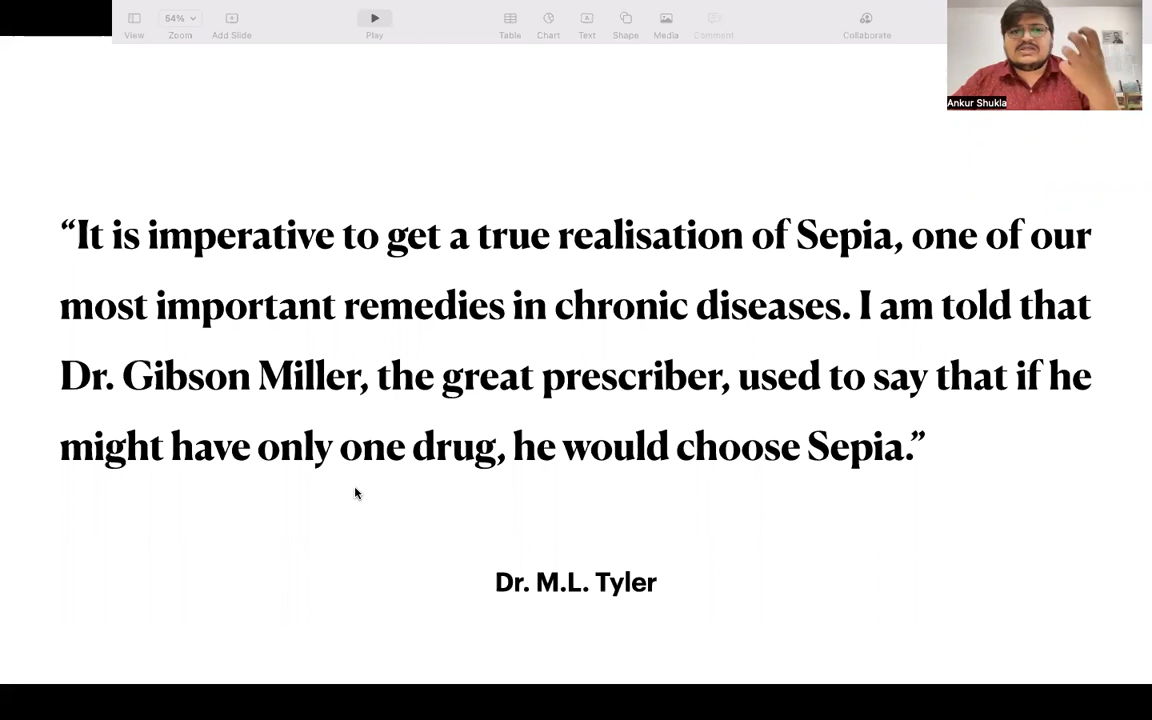 View
54%
Zoom
Add Slide
Play
Table
Chart
Text
Shape
Media
Comment
Collaborate
Ankur Shukla
“It is imperative to get a true realisation of Sepia, one of our
most important remedies in chronic diseases. I am told that
Dr. Gibson Miller, the great prescriber, used to say that if he
might have only one drug, he would choose Sepia.”
Dr. M.L. Tyler